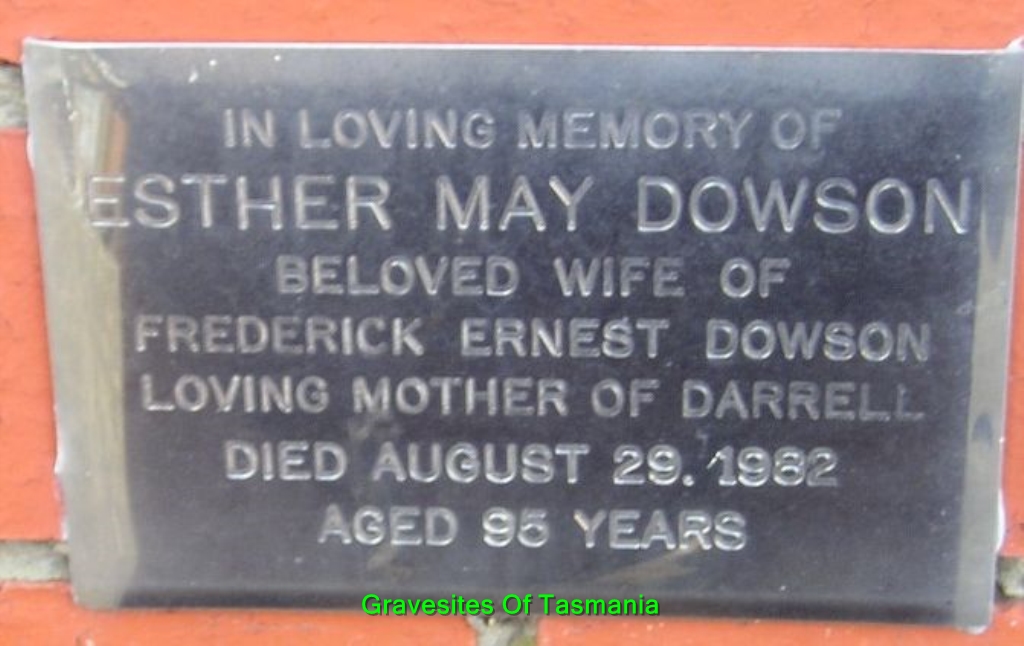 IN LOVING MEMORY OF
ESTHER MAY DOWSON
BELOVED WIFE OF
FREDERICK ERNEST DOWSON
LOVING MOTHER OF DARRELL
DIED AUGUST 29. 1982
AGED 95 YEARS
Gravesites Of Tasmania